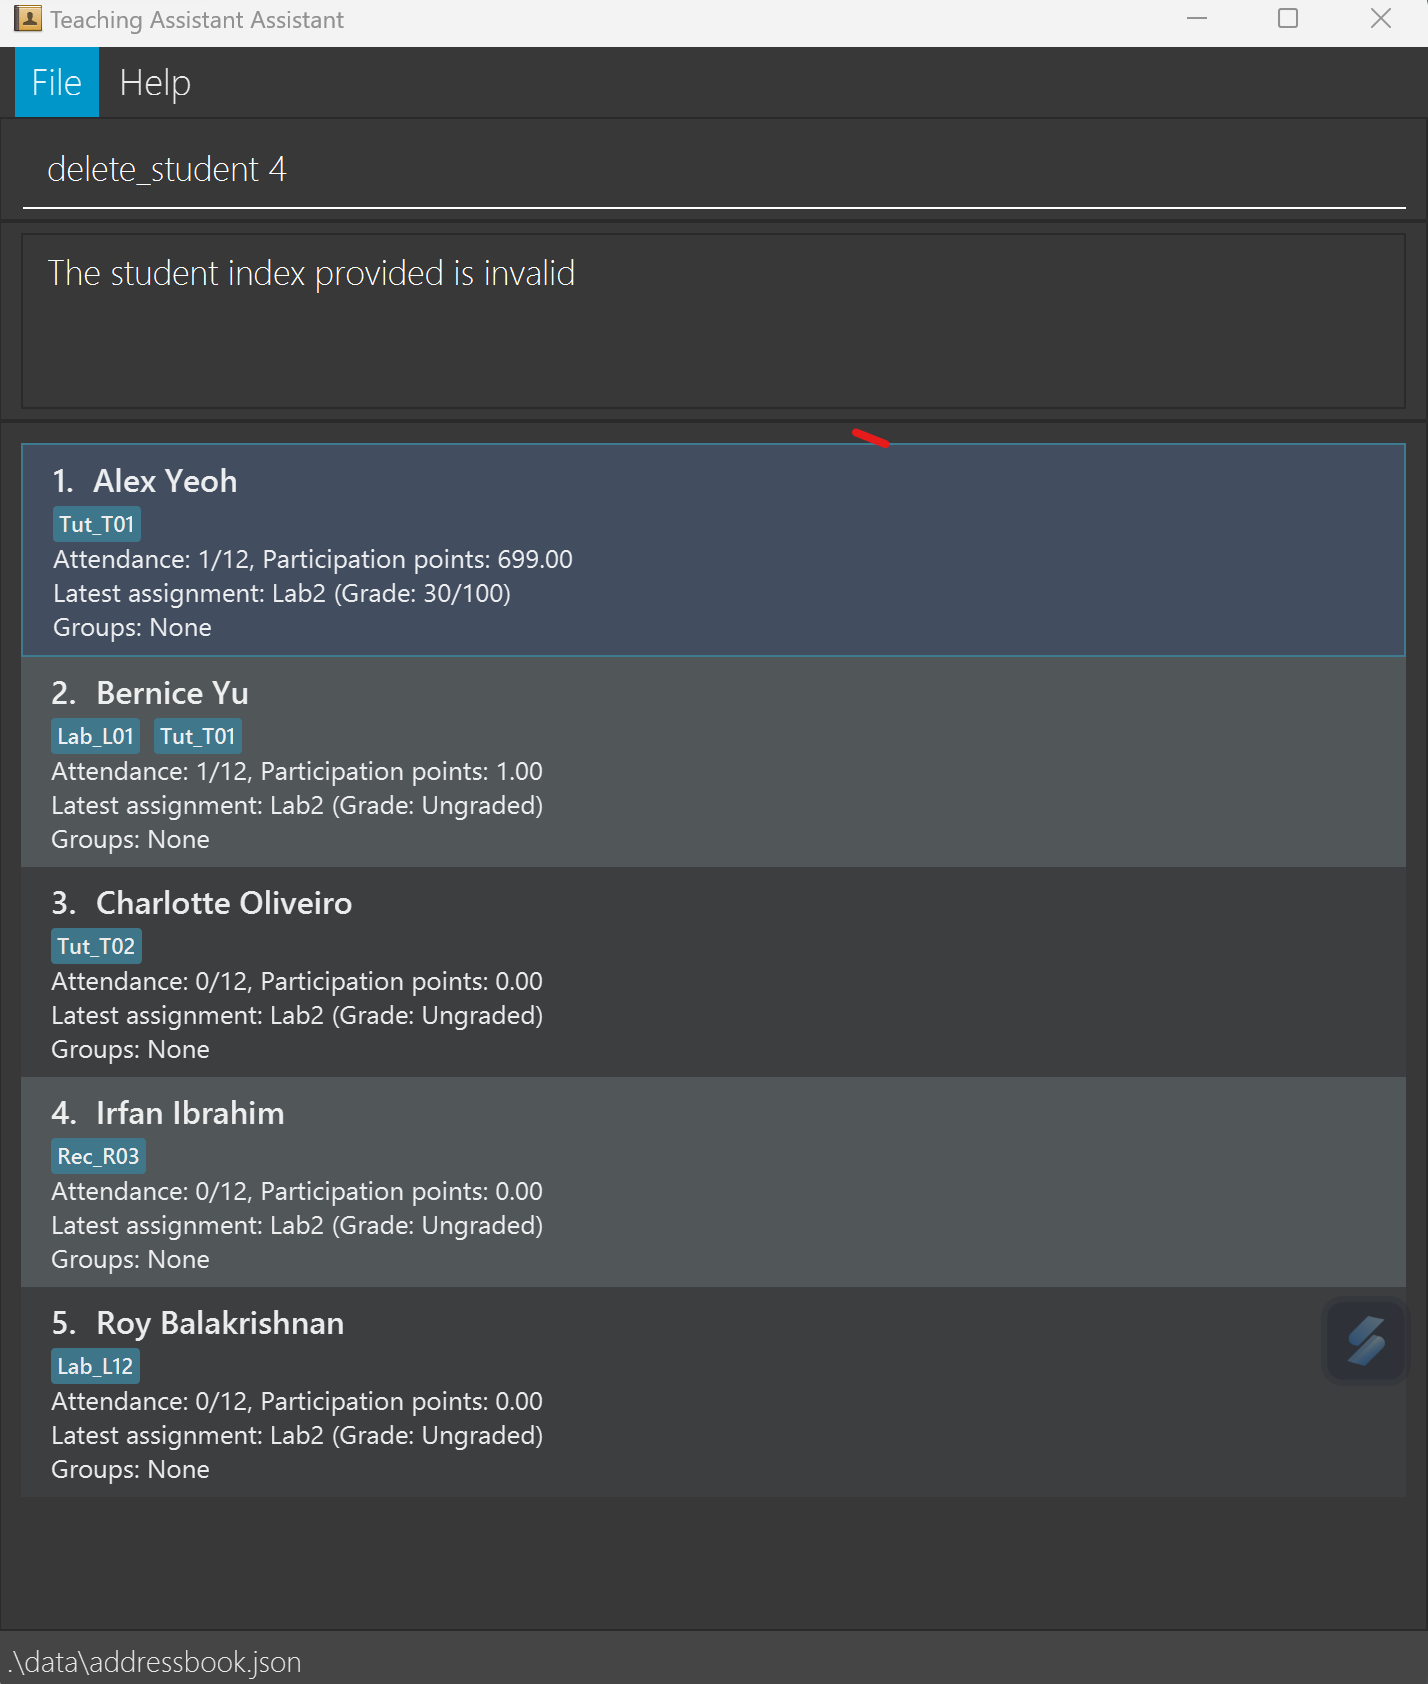 Teaching Assistant Assistant
File Help
delete_student 4
The student index provided is invalid
1. Alex Yeoh
Tut_T01
Attendance: 1/12, Participation points: 699.00
Latest assignment: Lab2 (Grade: 30/100)
Groups: None
2. Bernice Yu
Lab_L01 Tut_T01
Attendance: 1/12, Participation points: 1.00
Latest assignment: Lab2 (Grade: Ungraded)
Groups: None
3. Charlotte Oliveiro
Tut_T02
Attendance: 0/12, Participation points: 0.00
Latest assignment: Lab2 (Grade: Ungraded)
Groups: None
4. Irfan Ibrahim
Rec_R03
Attendance: 0/12, Participation points: 0.00
Latest assignment: Lab2 (Grade: Ungraded)
Groups: None
5. Roy Balakrishnan
Lab_L12
Attendance: 0/12, Participation points: 0.00
Latest assignment: Lab2 (Grade: Ungraded)
Groups: None
.\data\addressbook.json